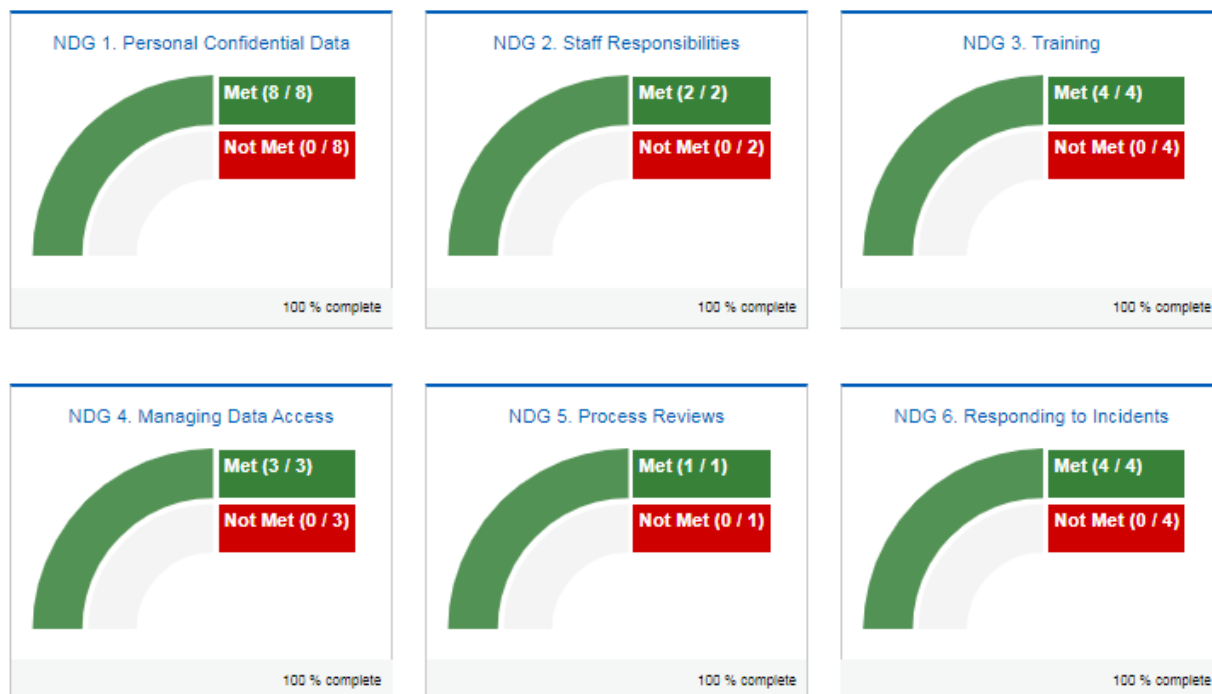 NDG 1. Personal Confidential Data
Met (8 / 8)
Not Met (0 / 8)
100 % complete
NDG 2. Staff Responsibilities
Met (2 / 2)
Not Met (0 / 2)
100 % complete
NDG 3. Training
Met (4 / 4)
Not Met (0 / 4)
100 % complete
NDG 4. Managing Data Access
Met (3 / 3)
Not Met (0 / 3)
100 % complete
NDG 5. Process Reviews
Met (1 / 1)
Not Met (0 / 1)
100 % complete
NDG 6. Responding to Incidents
Met (4 / 4)
Not Met (0 / 4)
100 % complete